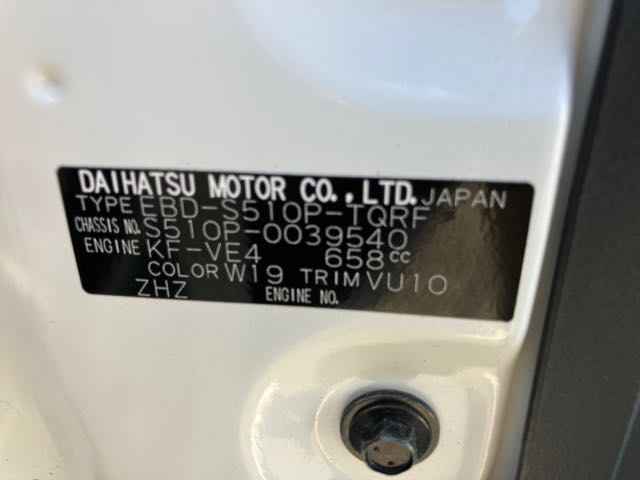 DAIHATSU MOTOR CO.,LTD. JAPAN
TYPE EBD-S510P-TQRF
CHASSIS NO. S510P-0039540
ENGINE KF-VE4 658cc
COLOR W19 TRIM VU10
ZHZ ENGINE NO.